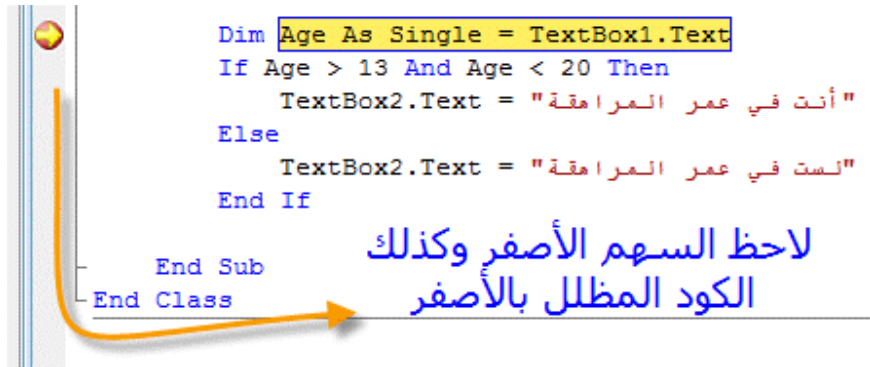 Dim Age As Single = TextBox1.Text
If Age > 13 And Age < 20 Then
TextBox2.Text = "أنت في عمر المراهقة"
Else
TextBox2.Text = "لست في عمر المراهقة"
End If
End Sub
End Class
لاحظ السهم الأصفر وكذلك
الكود المظلل بالأصفر